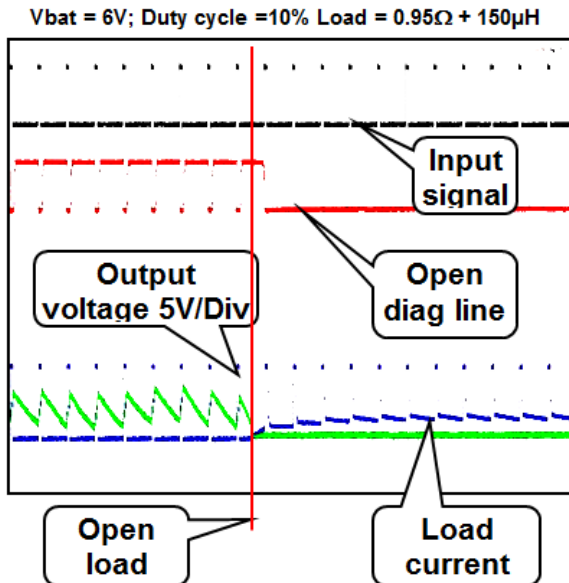 Vbat = 6V; Duty cycle =10% Load = 0.95Ω + 150µH
Input
signal
Output
voltage 5V/Div
Open
diag line
Open
load
Load
current